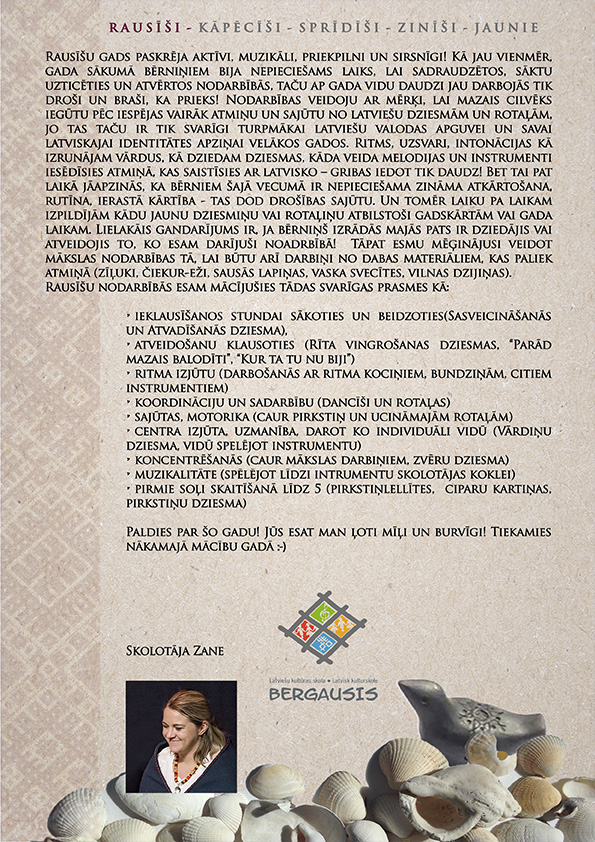 RAUSĪŠI - KĀPĒCĪŠI - SPRĪDĪŠI - ZINĪŠI - JAUNIE
Rausīšu gads paskrēja aktīvi, muzikāli, priekpilni un sirsnīgi! Kā jau vienmēr,
gada sākumā bērniņiem bija nepieciešams laiks, lai sadraudzētos, sāktu
uzticēties un atvērtos nodarbībās, taču ap gada vidu daudzi jau darbojās tik
droši un braši, ka prieks! Nodarbības veidoju ar mērķi, lai mazais cilvēks
iegūtu pēc iespējas vairāk atmiņu un sajūtu no latviešu dziesmām un rotaļām,
jo tas taču ir tik svarīgi turpmākai latviešu valodas apguvei un savai
latviskajai identitātes apziņai velākos gados. Ritms, uzsvari, intonācijas kā
izrunājam vārdus, kā dziedam dziesmas, kāda veida melodijas un instrumenti
iesēdīsies atmiņā, kas saistīsies ar latvisko – gribas iedot tik daudz! Bet tai pat
laikā jāapzinās, ka bērniem šajā vecumā ir nepieciešama zināma atkārtošana,
rutīna, ierastā kārtība - tas dod drošības sajūtu. Un tomēr laiku pa laikam
izpildījām kādu jaunu dziesmiņu vai rotaļiņu atbilstoši gadskārtām vai gada
laikam. Lielākais gandarījums ir, ja bērniņš izrādās majās pats ir dziedājis vai
atveidojis to, ko esam darījuši noadrbībā! Tāpat esmu mēģinājusi veidot
mākslas nodarbības tā, lai būtu arī darbiņi no dabas materiāliem, kas paliek
atmiņā (zīļuki, čiekur-eži, sausās lapiņas, vaska svecītes, vilnas dzijiņas).
Rausīšu nodarbībās esam mācījušies tādas svarīgas prasmes kā:
‣ ieklausīšanos stundai sākoties un beidzoties(Sasveicināšanās
un Atvadīšanās dziesma),
‣ atveidošanu klausoties (Rīta vingrošanas dziesmas, "Parād
mazais balodīti", "Kur ta tu nu biji")
‣ ritma izjūtu (darbošanās ar ritma kociņiem, bundziņām, citiem
instrumentiem)
‣ koordināciju un sadarbību (dancīši un rotaļas)
‣ sajūtas, motorika (caur pirkstiņ un ucināmajām rotaļām)
‣ centra izjūta, uzmanība, darot ko individuāli vidū (Vārdiņu
dziesma, vidū spelējot instrumentu)
‣ koncentrēšanās (caur mākslas darbiņiem, zvēru dziesma)
‣ muzikalitāte (spēlējot līdzi intrumentu skolotājas koklei)
‣ pirmie soļi skaitīšanā līdz 5 (pirkstiņlellītes, ciparu kartiņas,
pirkstiņu dziesma)
Paldies par šo gadu! Jūs esat man ļoti mīļi un burvīgi! Tiekamies
nākamajā mācību gadā :-)
Skolotāja Zane
Latviešu kultūras skola • Latvisk kulturskole
BERGAUSIS